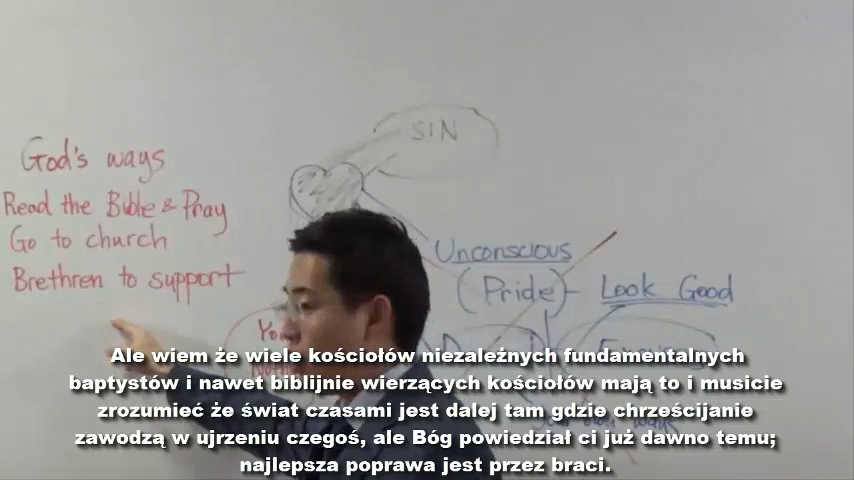 SIN
God's ways
Read the Bible & Pray
Go to church
Brethren to support
Unconscious
(Pride) - Look Good
Ale wiem że wiele kościołów niezależnych fundamentalnych
baptystów i nawet biblijnie wierzących kościołów mają to i musicie
zrozumieć że świat czasami jest dalej tam gdzie chrześcijanie
zawodzą w ujrzeniu czegoś, ale Bóg powiedział ci już dawno temu;
najlepsza poprawa jest przez braci.